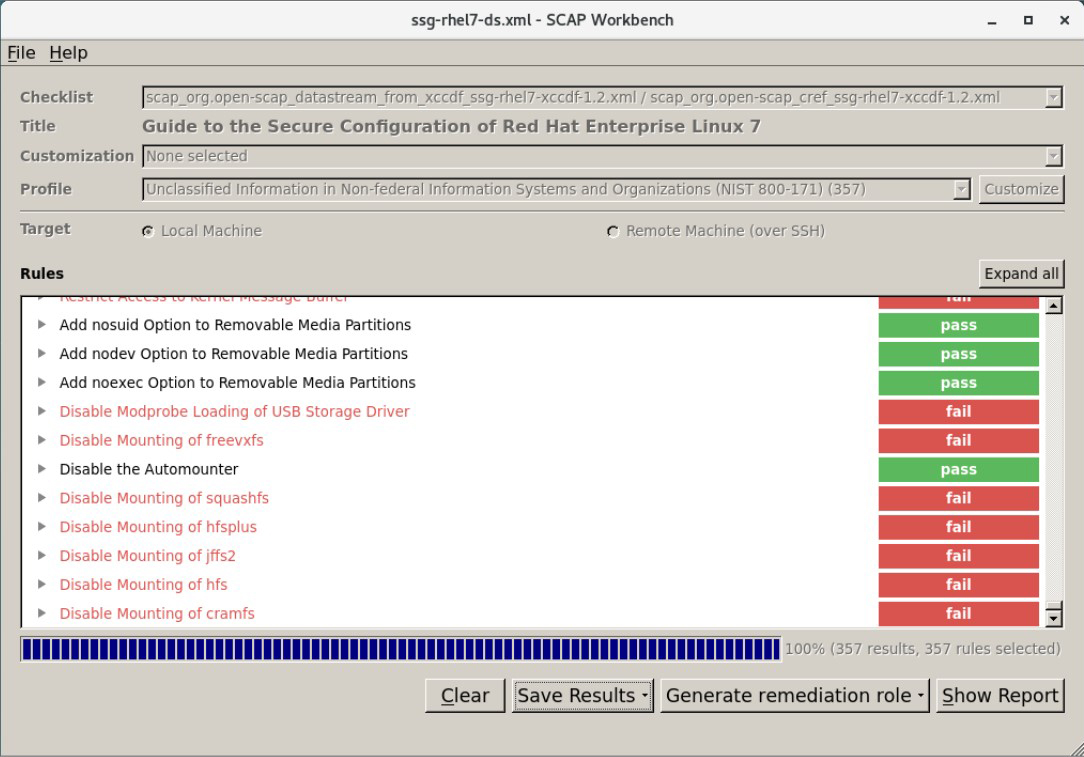 ssg-rhel7-ds.xml - SCAP Workbench
File Help
Checklist scap_org.open-scap_datastream_from_xccdf_ssg-rhel7-xccdf-1.2.xml / scap_org.open-scap_cref_ssg-rhel7-xccdf-1.2.xml
Title Guide to the Secure Configuration of Red Hat Enterprise Linux 7
Customization None selected
Profile Unclassified Information in Non-federal Information Systems and Organizations (NIST 800-171) (357) Customize
Target Local Machine Remote Machine (over SSH)
Rules Expand all
Restrict Access to Kernel Message Buffer fail
Add nosuid Option to Removable Media Partitions pass
Add nodev Option to Removable Media Partitions pass
Add noexec Option to Removable Media Partitions pass
Disable Modprobe Loading of USB Storage Driver fail
Disable Mounting of freevxfs fail
Disable the Automounter pass
Disable Mounting of squashfs fail
Disable Mounting of hfsplus fail
Disable Mounting of jffs2 fail
Disable Mounting of hfs fail
Disable Mounting of cramfs fail
100% (357 results, 357 rules selected)
Clear Save Results Generate remediation role Show Report